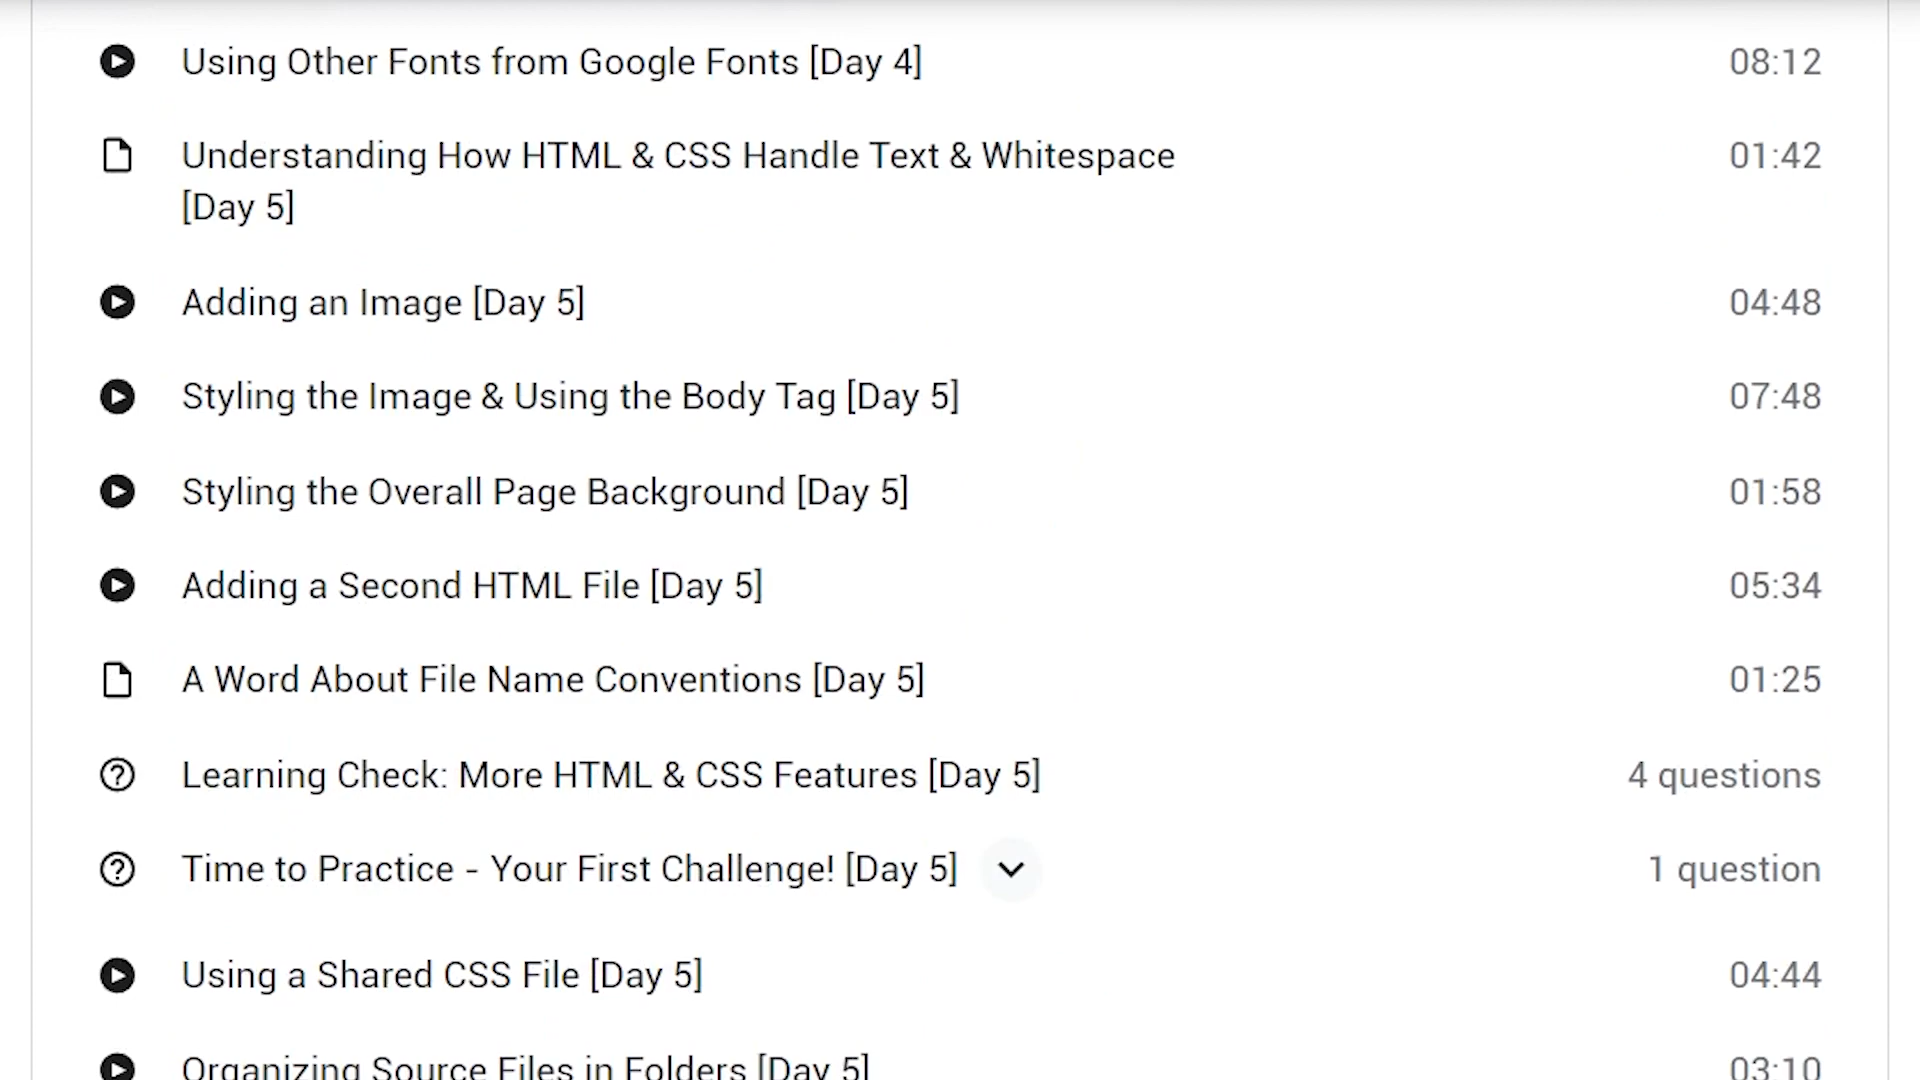 Using Other Fonts from Google Fonts [Day 4] 08:12
Understanding How HTML & CSS Handle Text & Whitespace 01:42
[Day 5]
Adding an Image [Day 5] 04:48
Styling the Image & Using the Body Tag [Day 5] 07:48
Styling the Overall Page Background [Day 5] 01:58
Adding a Second HTML File [Day 5] 05:34
A Word About File Name Conventions [Day 5] 01:25
Learning Check: More HTML & CSS Features [Day 5] 4 questions
Time to Practice - Your First Challenge! [Day 5] 1 question
Using a Shared CSS File [Day 5] 04:44
Organizing Source Files in Folders [Day 5] 03:10